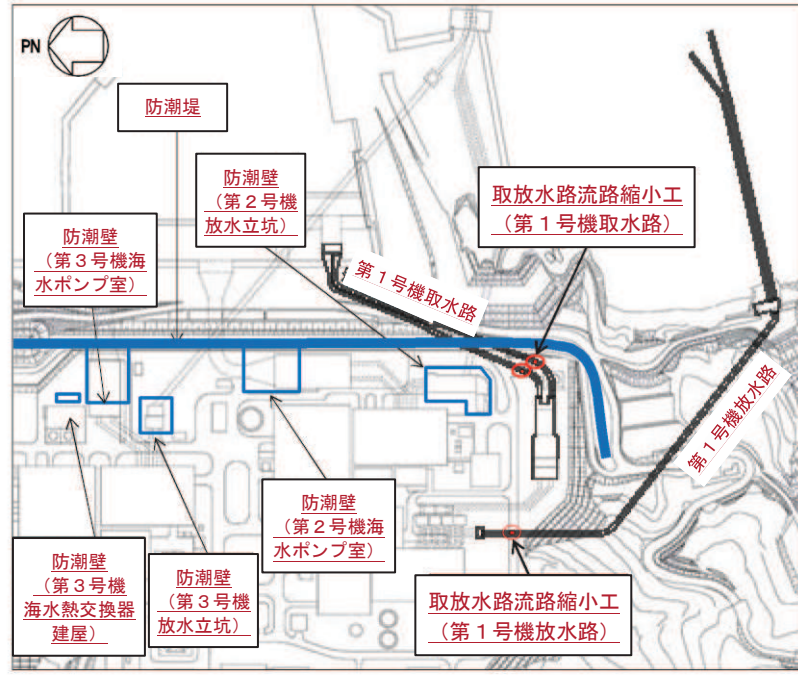 PN
防潮堤
防潮壁
（第２号機
放水立坑）
取放水路流路縮小工
（第１号機取水路）
防潮壁
（第３号機海
水ポンプ室）
第１号機取水路
第１号機放水路
防潮壁
（第２号機海
水ポンプ室）
防潮壁
（第３号機
海水熱交換器
建屋）
防潮壁
（第３号機
放水立坑）
取放水路流路縮小工
（第１号機放水路）